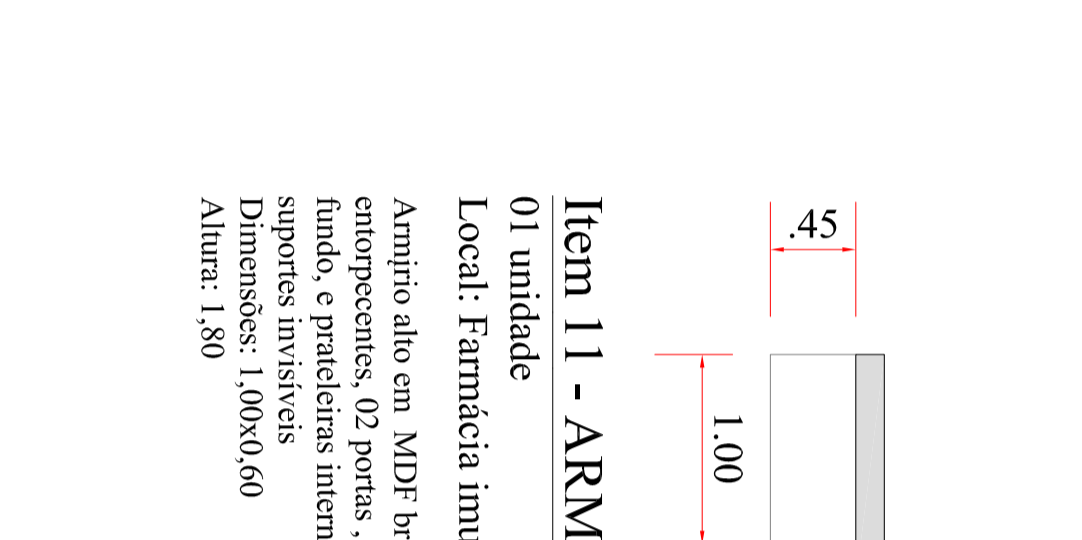 Item 11 - ARM
01 unidade
Local: Farmácia imu
Armįrio alto em MDF br
entorpecentes, 02 portas ,
fundo, e prateleiras intern
suportes invisíveis
Dimensões: 1,00x0,60
Altura: 1,80
.45
1.00